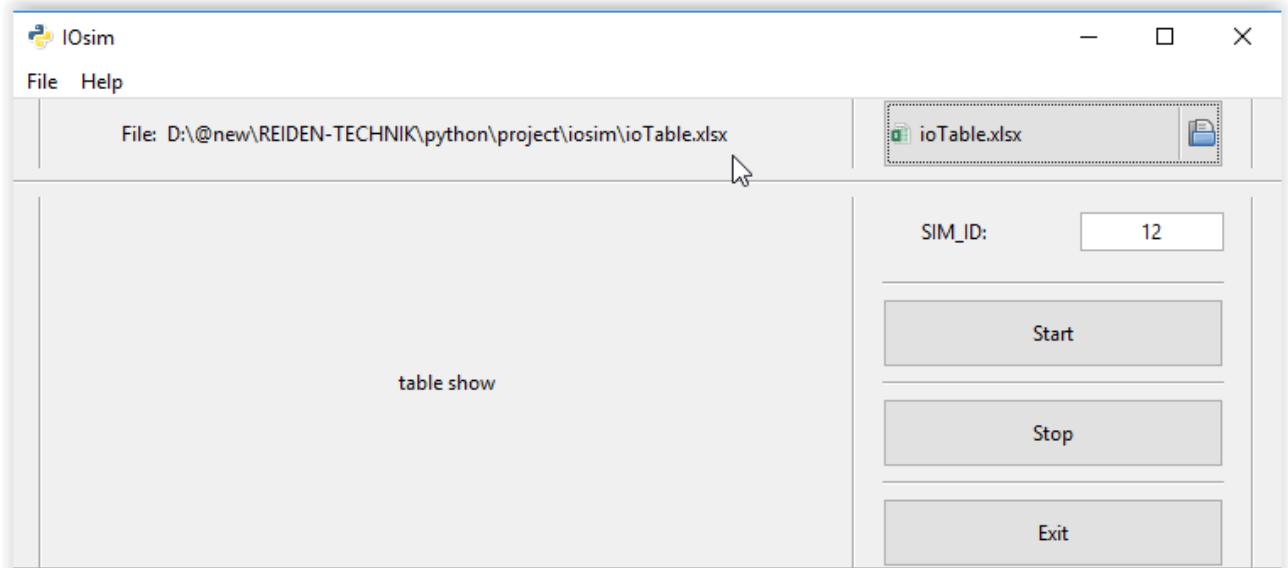 IOsim
File Help
File: D:\@new\REIDEN-TECHNIK\python\project\iosim\ioTable.xlsx
ioTable.xlsx
SIM_ID: 12
Start
table show
Stop
Exit